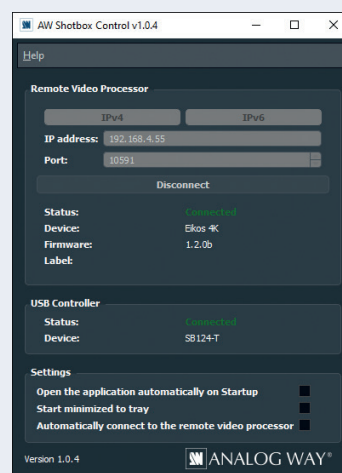 AW Shotbox Control v1.0.4
Help
Remote Video Processor
IPv4 IPv6
IP address: 192.168.4.55
Port: 10591
Disconnect
Status: Connected
Device: Eikos 4K
Firmware: 1.2.0b
Label:
USB Controller
Status: Connected
Device: SB124-T
Settings
Open the application automatically on Startup
Start minimized to tray
Automatically connect to the remote video processor
Version 1.0.4 ANALOG WAY®